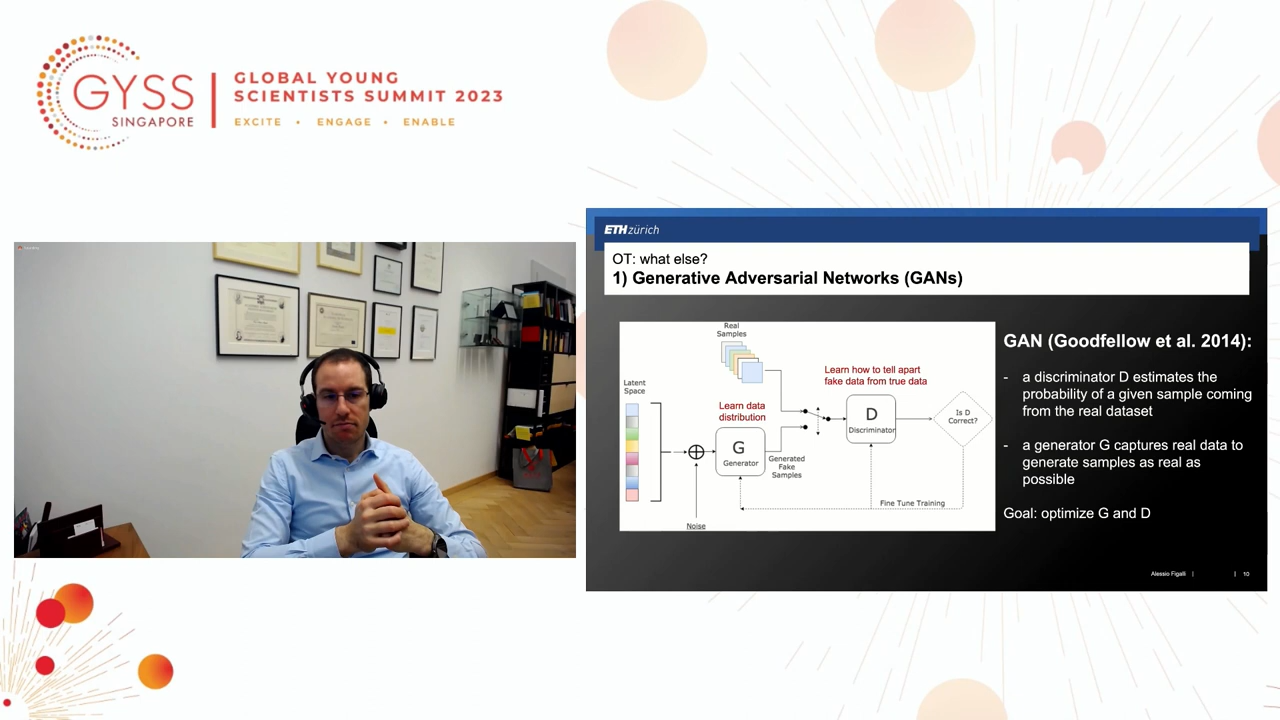 GYSS
SINGAPORE
GLOBAL YOUNG
SCIENTISTS SUMMIT 2023
EXCITE • ENGAGE • ENABLE
ETH zürich
OT: what else?
1) Generative Adversarial Networks (GANs)
Real
Samples
Latent
Space
Learn how to tell apart
fake data from true data
Learn data
distribution
G
Generator
D
Discriminator
Is D
Correct?
Generated
Fake
Samples
Fine Tune Training
Noise
GAN (Goodfellow et al. 2014):
- a discriminator D estimates the
probability of a given sample coming
from the real dataset
- a generator G captures real data to
generate samples as real as
possible
Goal: optimize G and D
Alessio Figalli | | 10